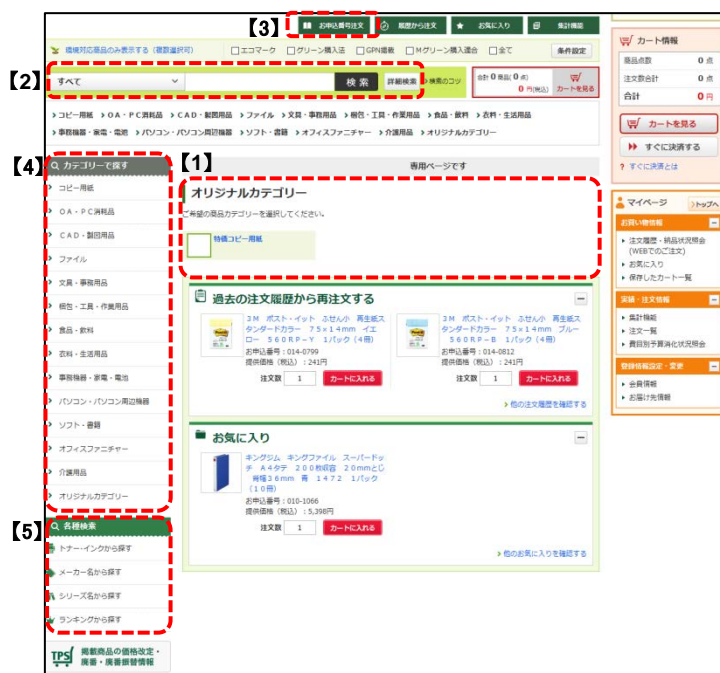 【3】
お申込番号注文
履歴から注文
お気に入り
集計機能
環境対応商品のみ表示する（複数選択可）
エコマーク
グリーン購入法
GPN掲載
Mグリーン購入適合
全て
条件設定
【2】
すべて
検索
詳細検索
検索のコツ
合計 0 商品( 0 点)
0 円(税込)
カートを見る
コピー用紙 OA・PC消耗品 CAD・製図用品 ファイル 文具・事務用品 梱包・工具・作業用品 食品・飲料 衣料・生活用品
事務機器・家電・電池 パソコン・パソコン周辺機器 ソフト・書籍 オフィスファニチャー 介護用品 オリジナルカテゴリー
【4】
カテゴリーで探す
コピー用紙
OA・PC消耗品
CAD・製図用品
ファイル
文具・事務用品
梱包・工具・作業用品
食品・飲料
衣料・生活用品
事務機器・家電・電池
パソコン・パソコン周辺機器
ソフト・書籍
オフィスファニチャー
介護用品
オリジナルカテゴリー
【5】
各種検索
トナー・インクから探す
メーカー名から探す
シリーズ名から探す
ランキングから探す
TPS
掲載商品の価格改定・
廃番・廃番振替情報
【1】
専用ページです
オリジナルカテゴリー
ご希望の商品カテゴリーを選択してください。
特価コピー用紙
過去の注文履歴から再注文する
3M ポスト・イット ふせん小 再生紙ス
タンダードカラー 75×14mm イエ
ロー 560RP－Y 1パック（4冊）
お申込番号：014-0799
提供価格（税込）：241円
注文数 1 カートに入れる
3M ポスト・イット ふせん小 再生紙ス
タンダードカラー 75×14mm ブルー
560RP－B 1パック（4冊）
お申込番号：014-0812
提供価格（税込）：241円
注文数 1 カートに入れる
他の注文履歴を確認する
お気に入り
キングジム キングファイル スーパードッ
チ A4タテ 200枚収容 20mmとじ
背幅36mm 青 1472 1パック
（10冊）
お申込番号：010-1066
提供価格（税込）：5,398円
注文数 1 カートに入れる
他のお気に入りを確認する
カート情報
商品点数 0 点
注文数合計 0 点
合計 0 円
カートを見る
すぐに決済する
? すぐに決済とは
マイページ
トップへ
お買い物情報
注文履歴・納品状況照会
(WEBでのご注文)
お気に入り
保存したカート一覧
実績・注文情報
集計機能
注文一覧
費目別予算消化状況照会
登録情報設定・変更
会員情報
お届け先情報